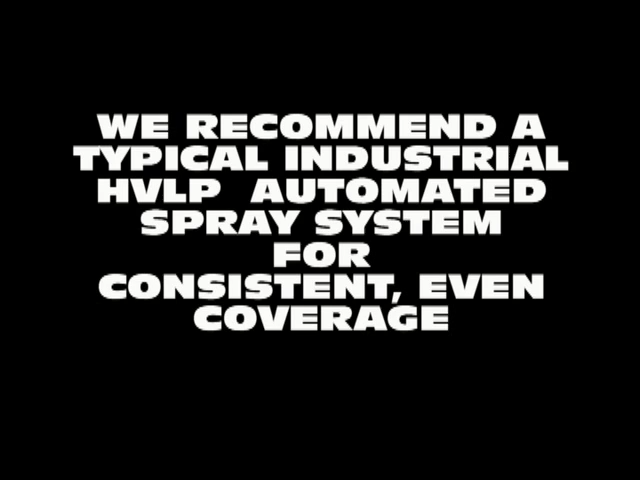 WE RECOMMEND A
TYPICAL INDUSTRIAL
HVLP  AUTOMATED
SPRAY SYSTEM
FOR
CONSISTENT, EVEN
COVERAGE